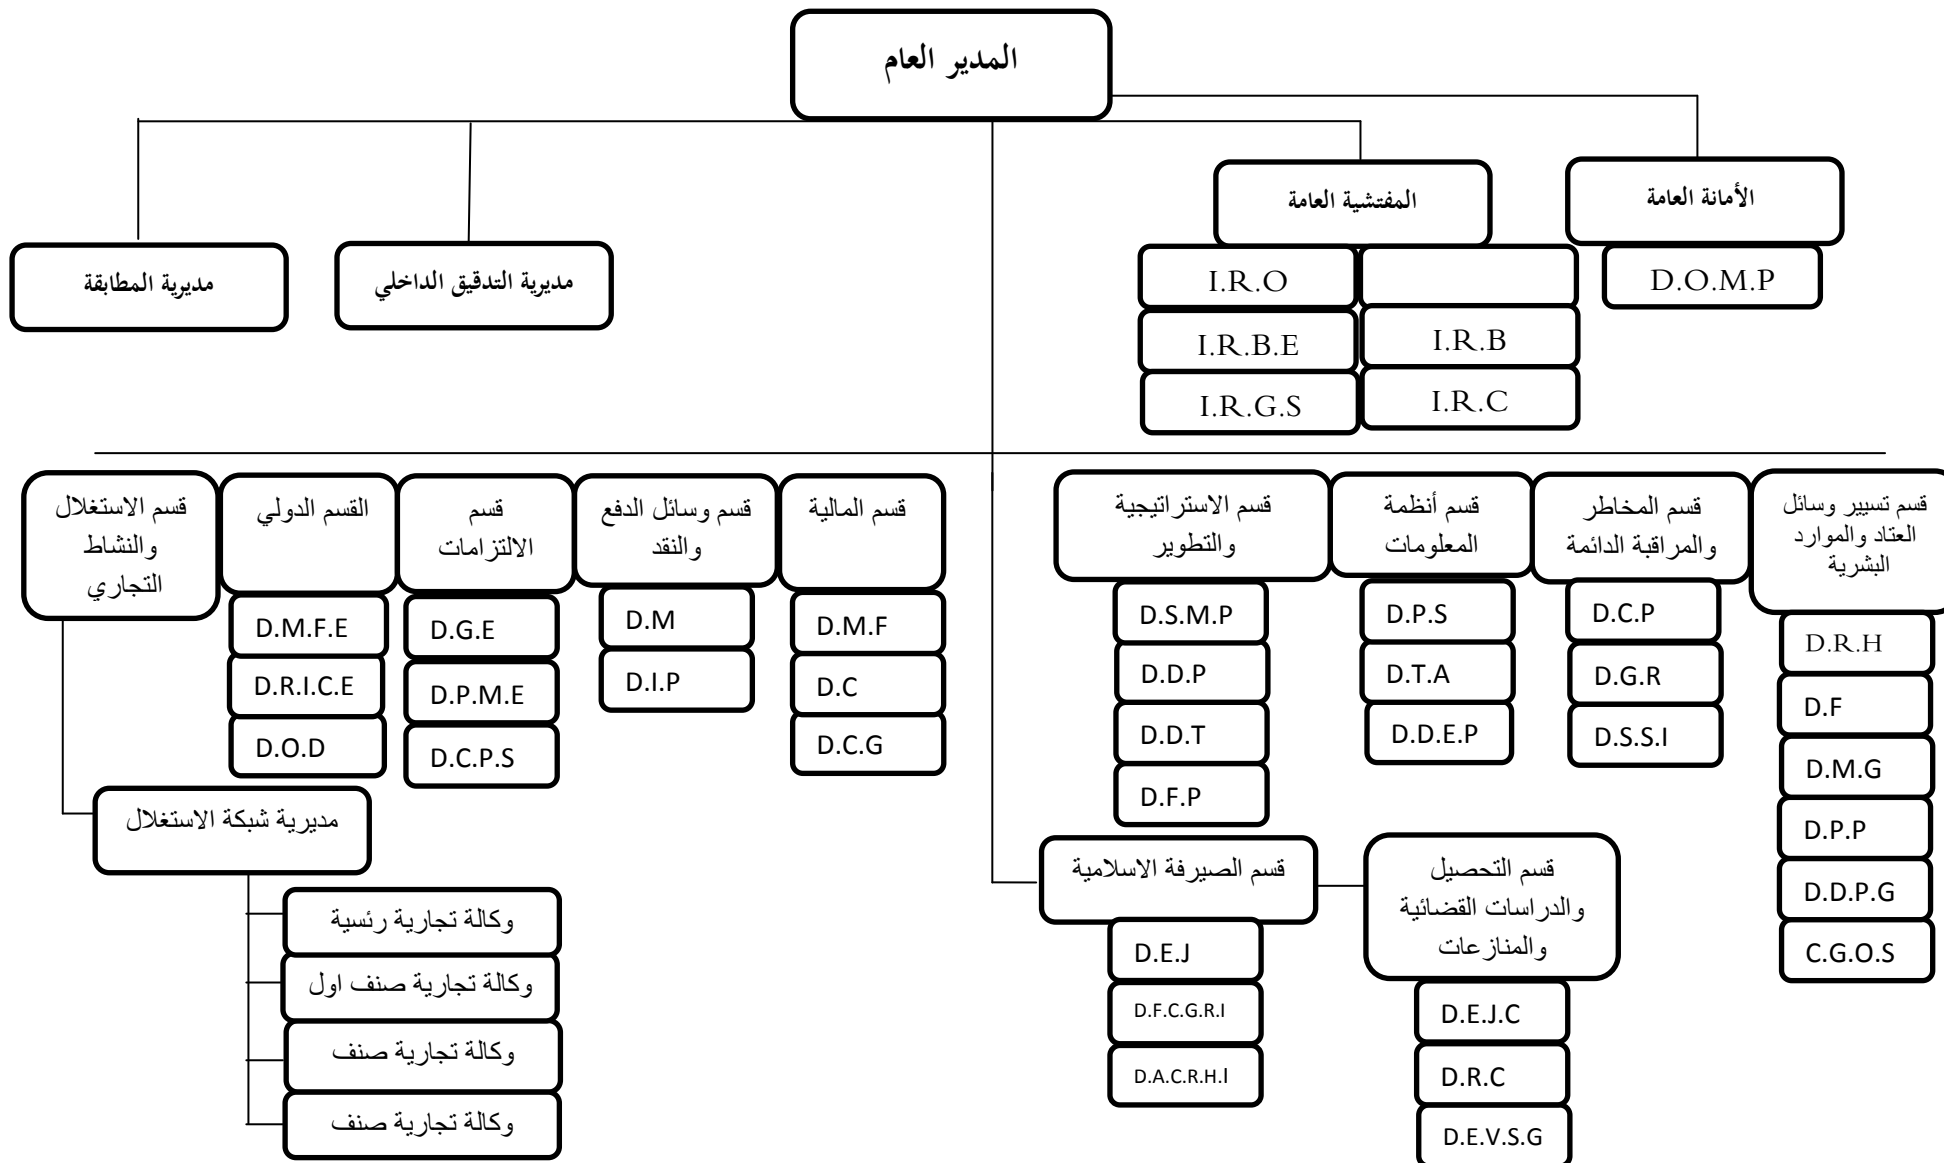 المدير العام
الأمانة العامة
D.O.M.P
المفتشية العامة
I.R.O
I.R.B.E
I.R.B
I.R.G.S
I.R.C
مديرية التدقيق الداخلي
مديرية المطابقة
قسم تسيير وسائل
العتاد والموارد
البشرية
D.R.H
D.F
D.M.G
D.P.P
D.D.P.G
C.G.O.S
قسم المخاطر
والمراقبة الدائمة
D.C.P
D.G.R
D.S.S.I
قسم أنظمة
المعلومات
D.P.S
D.T.A
D.D.E.P
قسم الاستراتيجية
والتطوير
D.S.M.P
D.D.P
D.D.T
D.F.P
قسم المالية
D.M.F
D.C
D.C.G
قسم وسائل الدفع
والنقد
D.M
D.I.P
قسم
الالتزامات
D.G.E
D.P.M.E
D.C.P.S
القسم الدولي
D.M.F.E
D.R.I.C.E
D.O.D
قسم الاستغلال
والنشاط
التجاري
مديرية شبكة الاستغلال
وكالة تجارية رئسية
وكالة تجارية صنف اول
وكالة تجارية صنف
وكالة تجارية صنف
قسم الصيرفة الاسلامية
D.E.J
D.F.C.G.R.I
D.A.C.R.H.I
قسم التحصيل
والدراسات القضائية
والمنازعات
D.E.J.C
D.R.C
D.E.V.S.G